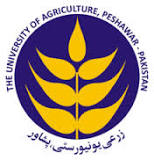 THE UNIVERSITY OF AGRICULTURE, PESHAWAR - PAKISTAN
زرعی یونیورسٹی، پشاور